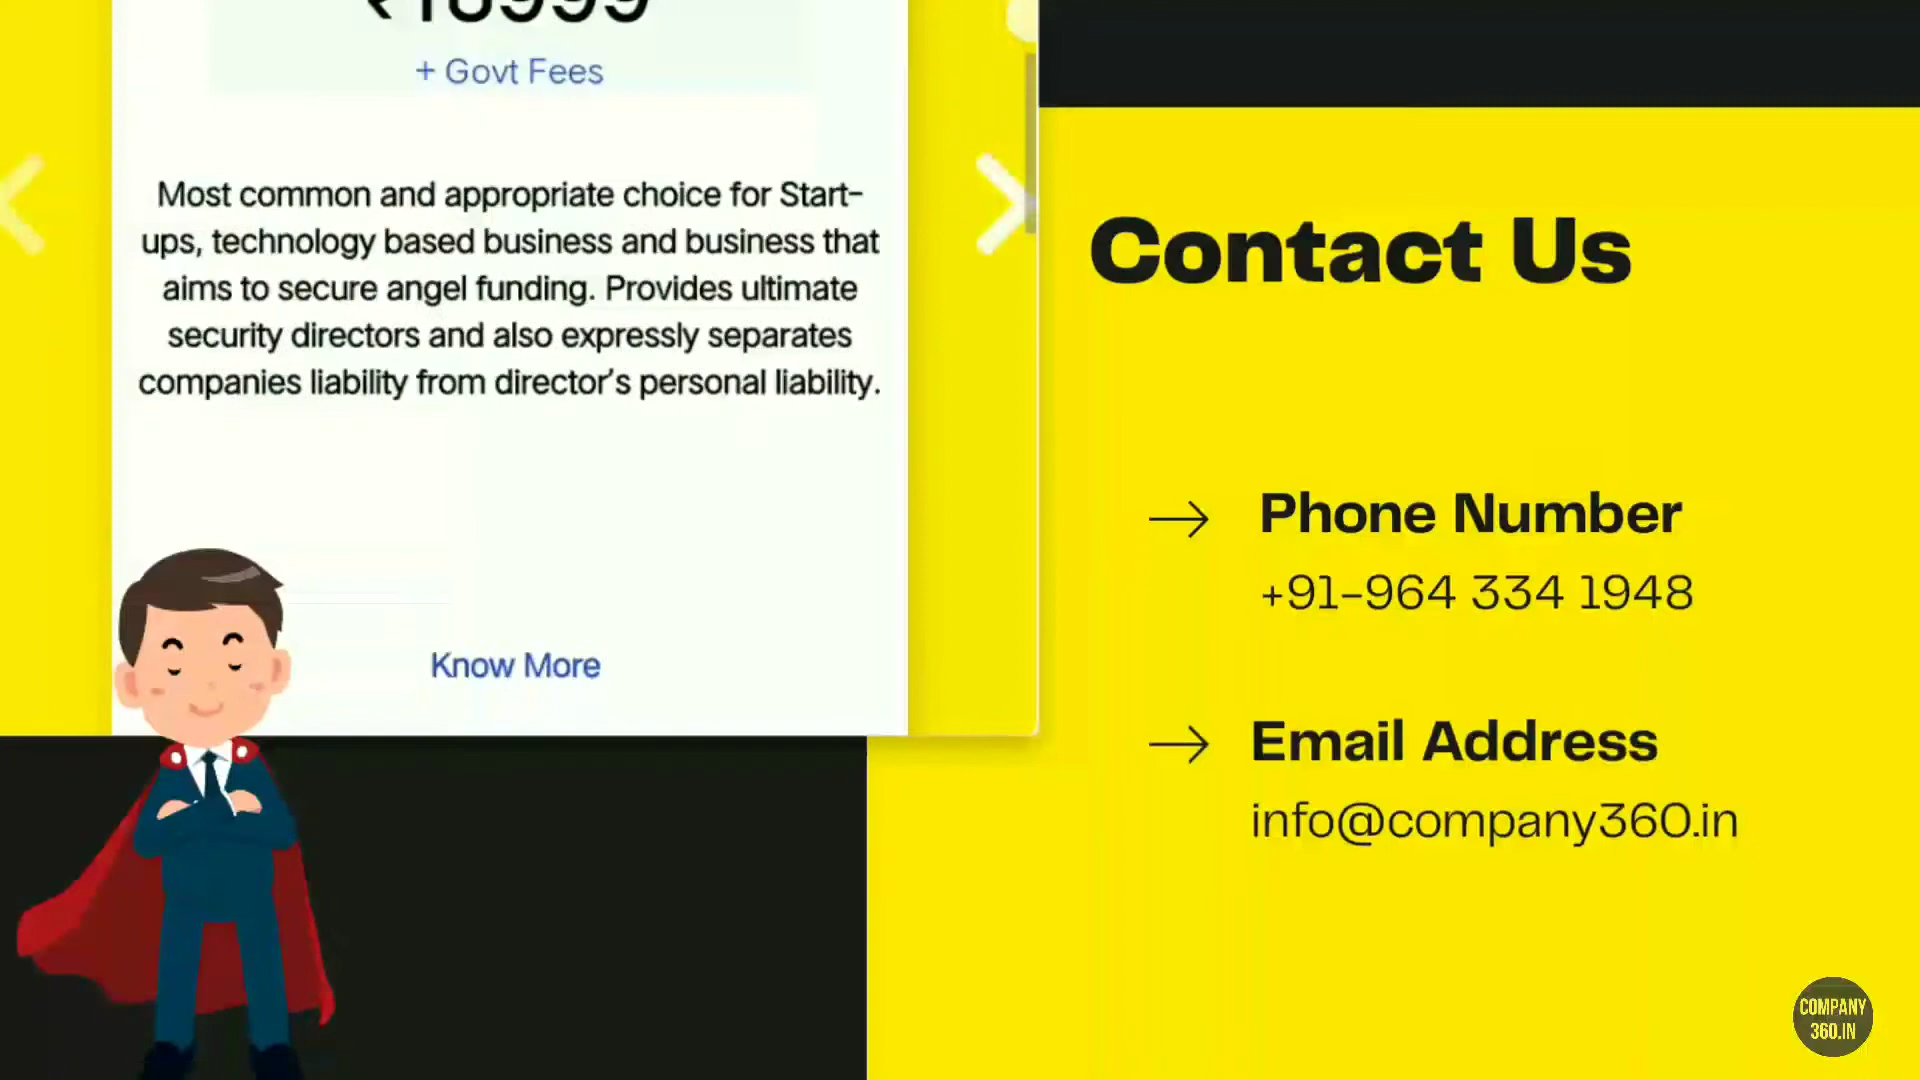 + Govt Fees
Most common and appropriate choice for Start-
ups, technology based business and business that
aims to secure angel funding. Provides ultimate
security directors and also expressly separates
companies liability from director's personal liability.
Know More
Contact Us
Phone Number
+91-964 334 1948
Email Address
info@company360.in
COMPANY
360.IN